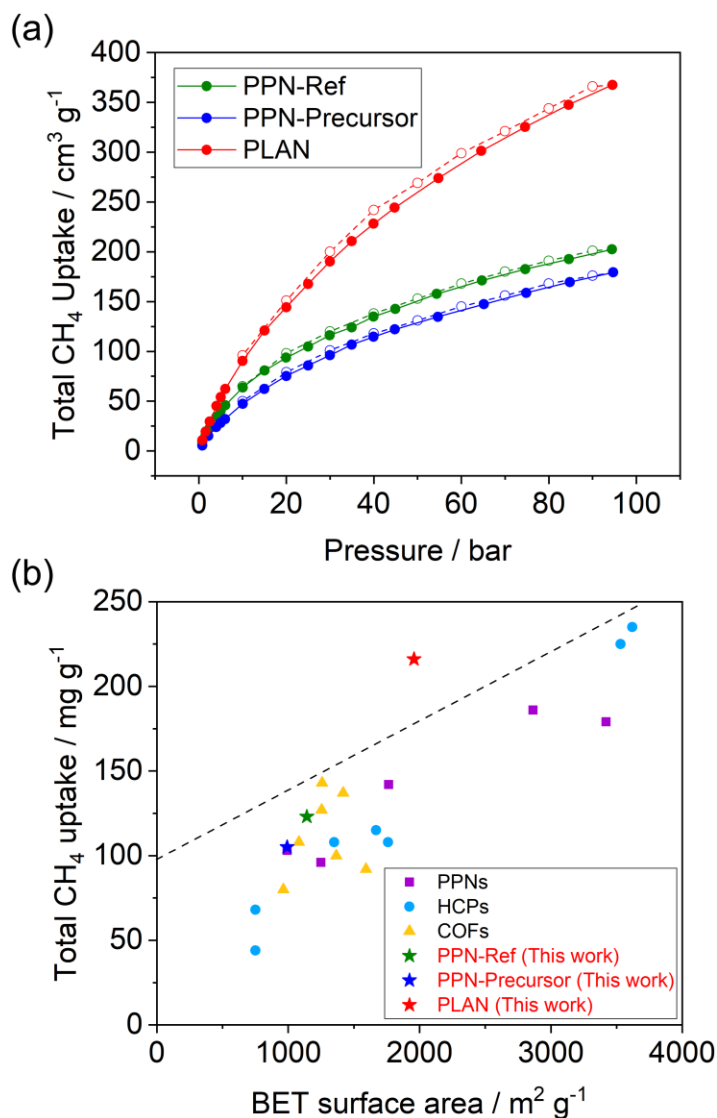 (a)
400
350
300
250
200
150
100
50
0
Total CH₄ Uptake / cm³ g⁻¹
PPN-Ref
PPN-Precursor
PLAN
0 20 40 60 80 100
Pressure / bar
(b)
250
200
150
100
50
0
Total CH₄ uptake / mg g⁻¹
PPNs
HCPs
COFs
PPN-Ref (This work)
PPN-Precursor (This work)
PLAN (This work)
0 1000 2000 3000 4000
BET surface area / m² g⁻¹